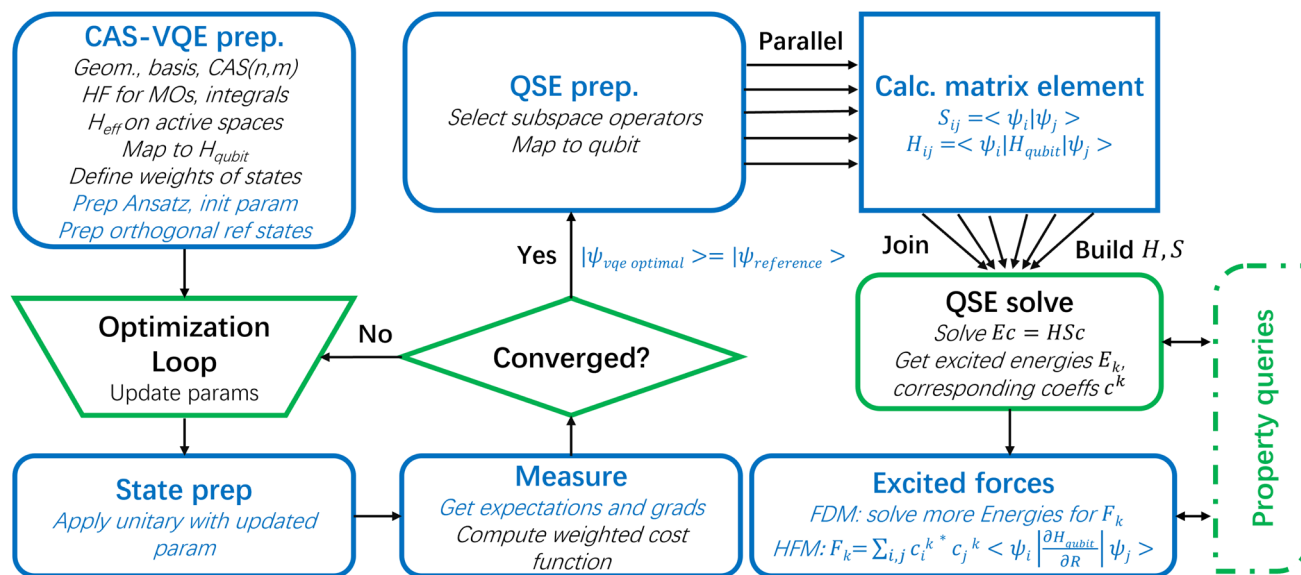 CAS-VQE prep.
Geom., basis, CAS(n,m)
HF for MOs, integrals
H_eff on active spaces
Map to H_qubit
Define weights of states
Prep Ansatz, init param
Prep orthogonal ref states
Optimization
Loop
Update params
State prep
Apply unitary with updated
param
Measure
Get expectations and grads
Compute weighted cost
function
Converged?
No
Yes
|ψ_vqe optimal >= |ψ_reference >
QSE prep.
Select subspace operators
Map to qubit
Parallel
Calc. matrix element
S_ij =< ψ_i|ψ_j >
H_ij =< ψ_i|H_qubit|ψ_j >
Join
Build H, S
QSE solve
Solve Ec = HSc
Get excited energies E_k,
corresponding coeffs c^k
Excited forces
FDM: solve more Energies for F_k
HFM: F_k= ∑_i,j c_i^k * c_j^k < ψ_i |∂H_qubit/∂R| ψ_j >
Property queries